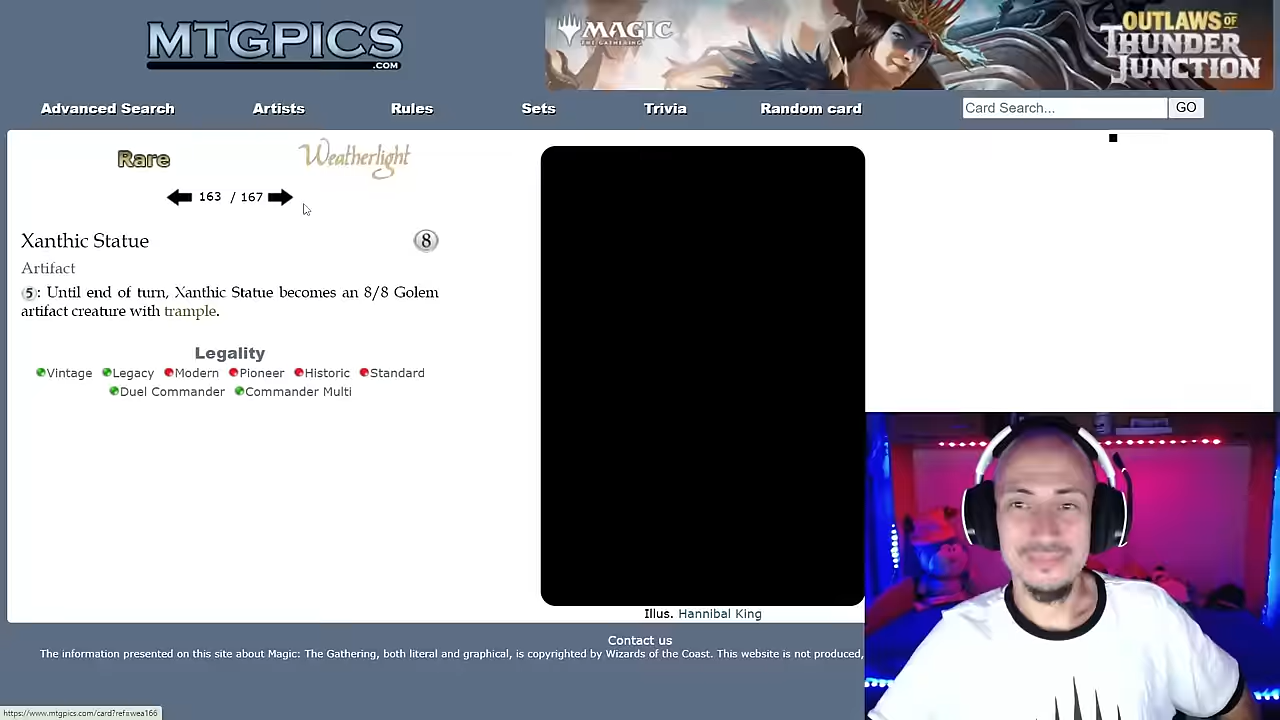 MTGPICS
.COM
MAGIC
THE GATHERING
OUTLAWS OF
THUNDER
JUNCTION
Advanced Search
Artists
Rules
Sets
Trivia
Random card
Card Search...
GO
Rare
Weatherlight
163 / 167
Xanthic Statue
8
Artifact
5: Until end of turn, Xanthic Statue becomes an 8/8 Golem
artifact creature with trample.
Legality
Vintage Legacy Modern Pioneer Historic Standard
Duel Commander Commander Multi
Illus. Hannibal King
Contact us
The information presented on this site about Magic: The Gathering, both literal and graphical, is copyrighted by Wizards of the Coast. This website is not produced,
https://www.mtgpics.com/card?ref=wea166